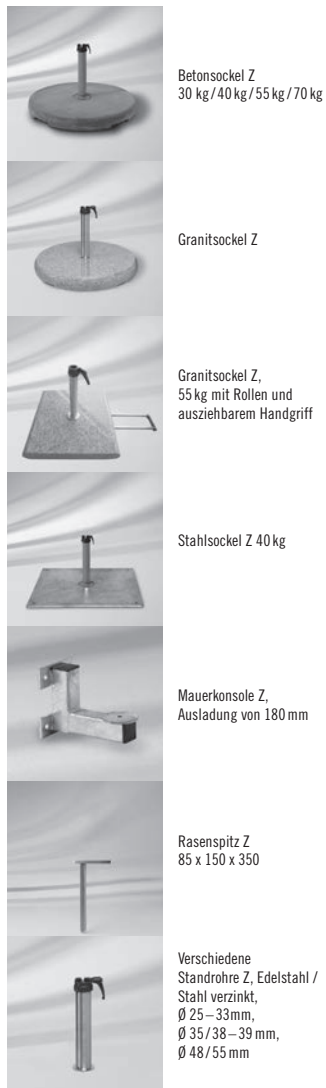 Betonsockel Z
30 kg / 40 kg / 55 kg / 70 kg
Granitsockel Z
Granitsockel Z,
55 kg mit Rollen und
ausziehbarem Handgriff
Stahlsockel Z 40 kg
Mauerkonsole Z,
Ausladung von 180 mm
Rasenspitz Z
85 x 150 x 350
Verschiedene
Standrohre Z, Edelstahl /
Stahl verzinkt,
Ø 25 – 33mm,
Ø 35 / 38 – 39 mm,
Ø 48 / 55 mm